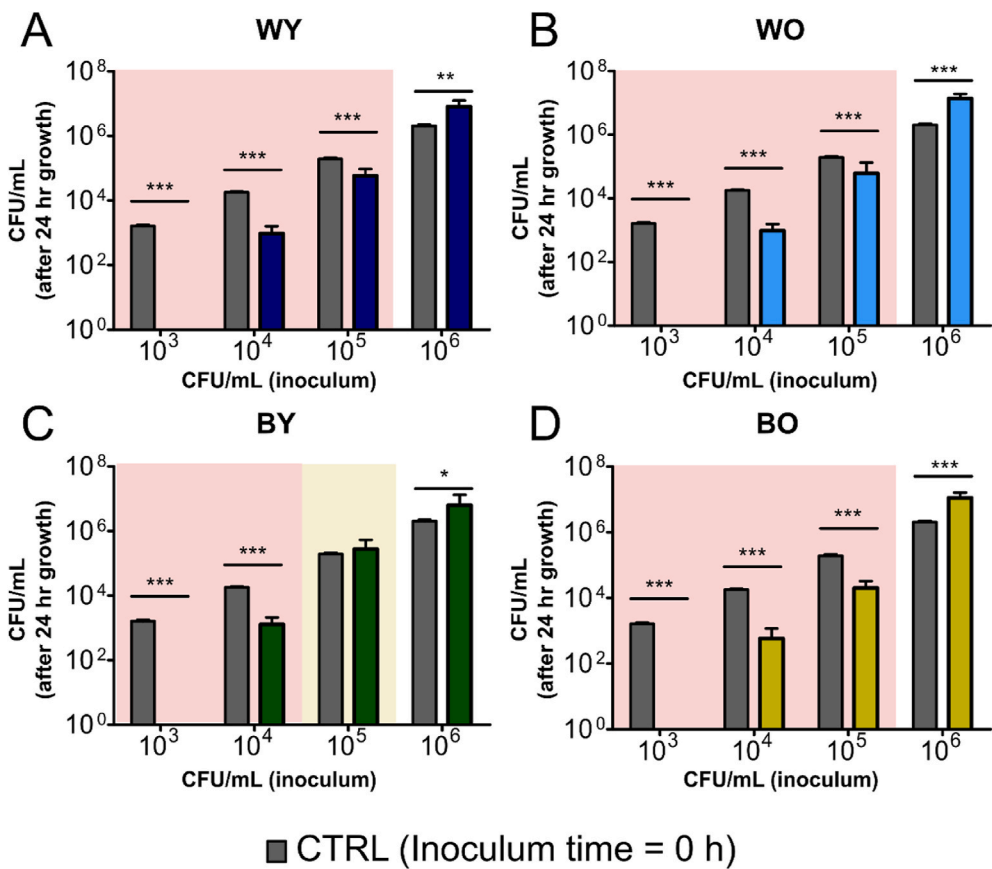 A
WY
CFU/mL
(after 24 hr growth)
10^8
10^6
10^4
10^2
10^0
***
***
***
**
10^3
10^4
10^5
10^6
CFU/mL (inoculum)
B
WO
CFU/mL
(after 24 hr growth)
10^8
10^6
10^4
10^2
10^0
***
***
***
***
10^3
10^4
10^5
10^6
CFU/mL (inoculum)
C
BY
CFU/mL
(after 24 hr growth)
10^8
10^6
10^4
10^2
10^0
***
***
*
10^3
10^4
10^5
10^6
CFU/mL (inoculum)
D
BO
CFU/mL
(after 24 hr growth)
10^8
10^6
10^4
10^2
10^0
***
***
***
***
10^3
10^4
10^5
10^6
CFU/mL (inoculum)
CTRL (Inoculum time = 0 h)